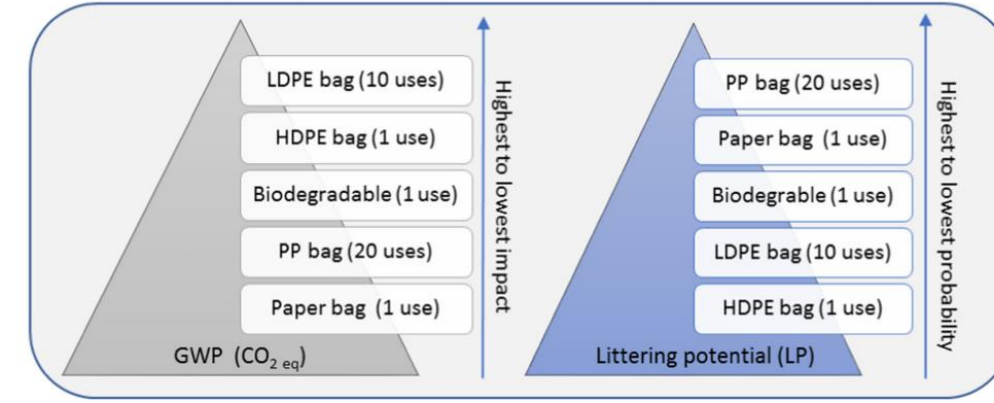 LDPE bag (10 uses)
HDPE bag (1 use)
Biodegradable (1 use)
PP bag (20 uses)
Paper bag (1 use)
GWP (CO2 eq)
Highest to lowest impact
PP bag (20 uses)
Paper bag (1 use)
Biodegrable (1 use)
LDPE bag (10 uses)
HDPE bag (1 use)
Littering potential (LP)
Highest to lowest probability